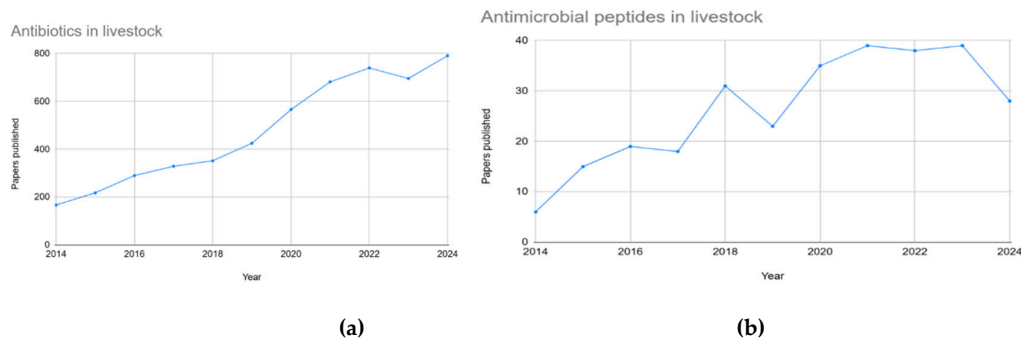 Antibiotics in livestock
800
600
400
200
0
Papers published
2014
2016
2018
2020
2022
2024
Year
(a)
Antimicrobial peptides in livestock
40
30
20
10
0
Papers published
2014
2016
2018
2020
2022
2024
Year
(b)